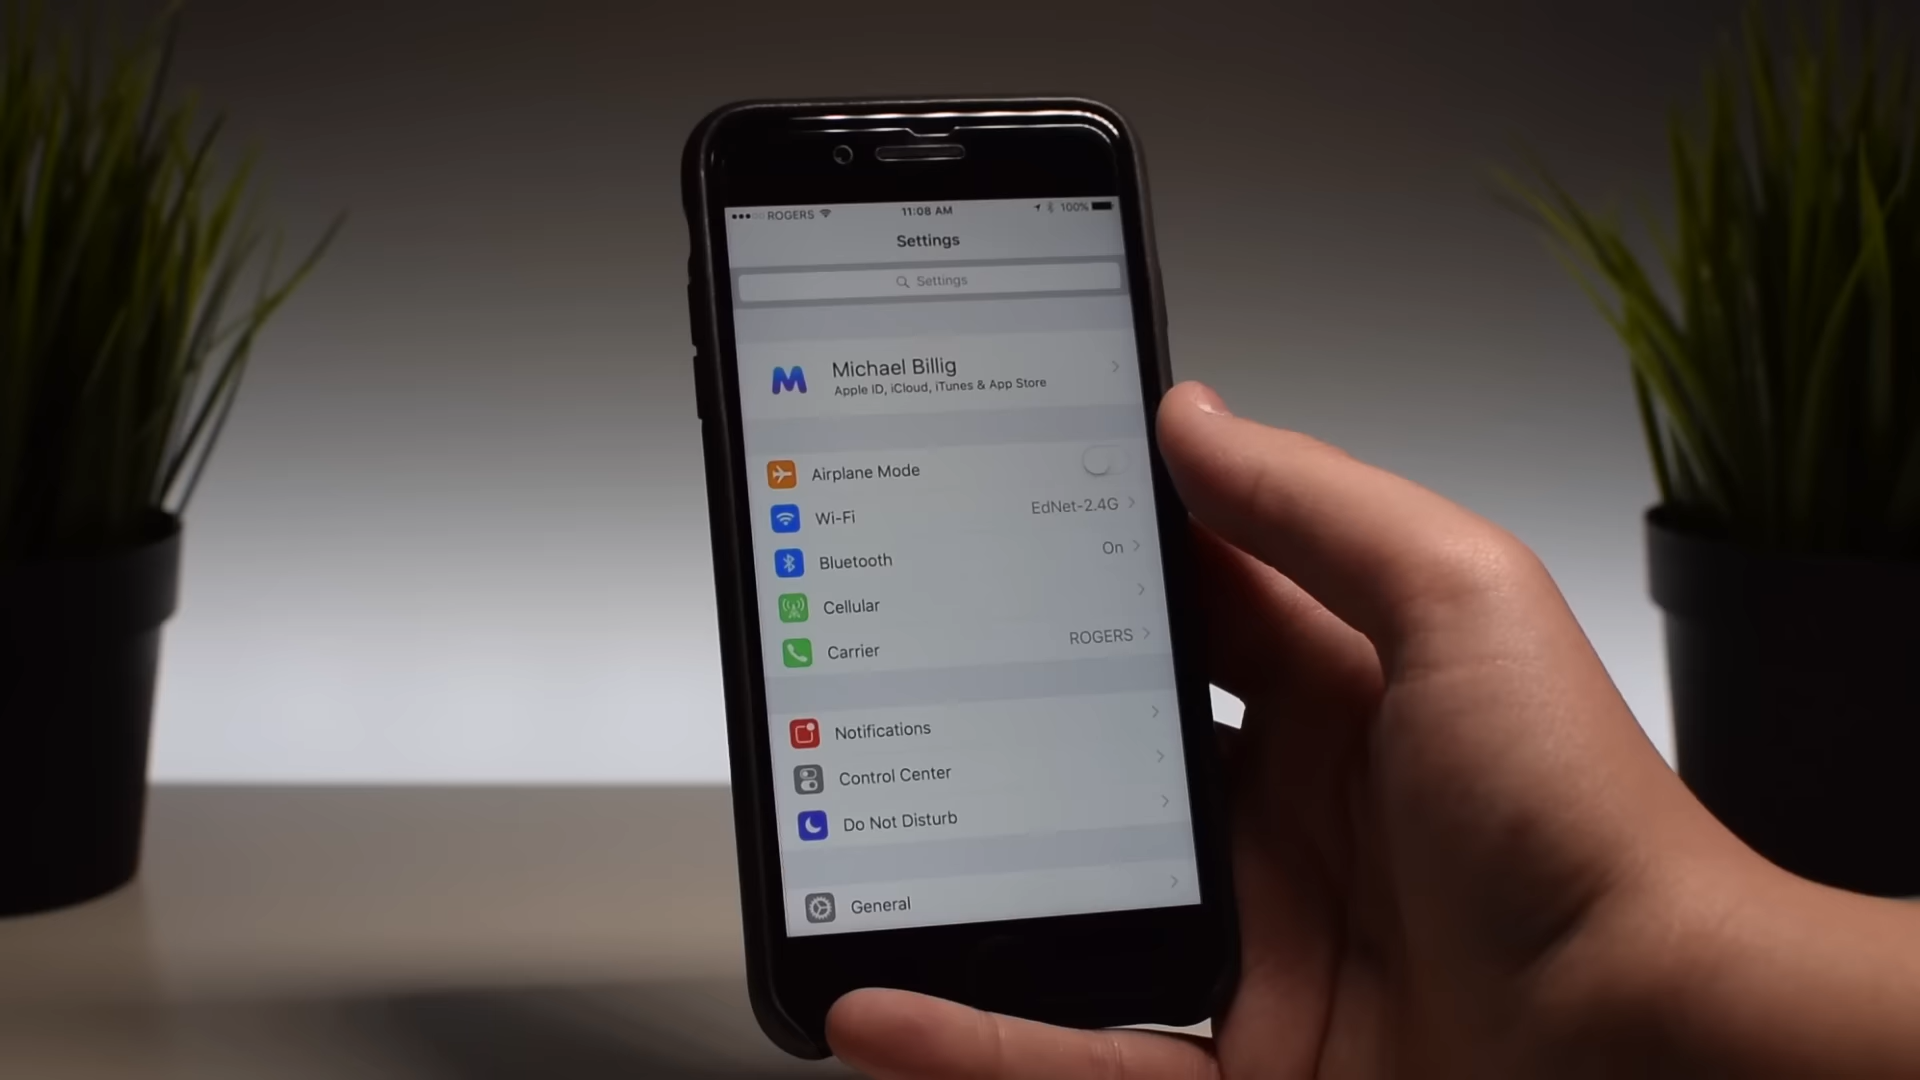 ROGERS 11:08 AM 100%
Settings
Settings
M
Michael Billig
Apple ID, iCloud, iTunes & App Store
Airplane Mode
Wi-Fi EdNet-2.4G
Bluetooth On
Cellular
Carrier ROGERS
Notifications
Control Center
Do Not Disturb
General